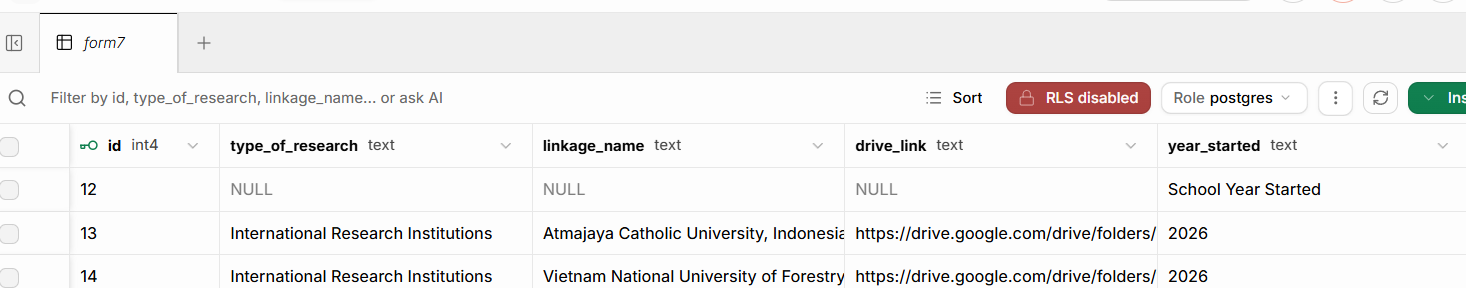 form7
Filter by id, type_of_research, linkage_name... or ask AI Sort RLS disabled Role postgres Ins
id int4 type_of_research text linkage_name text drive_link text year_started text
12 NULL NULL NULL School Year Started
13 International Research Institutions Atmajaya Catholic University, Indonesia https://drive.google.com/drive/folders/ 2026
14 International Research Institutions Vietnam National University of Forestry https://drive.google.com/drive/folders/ 2026